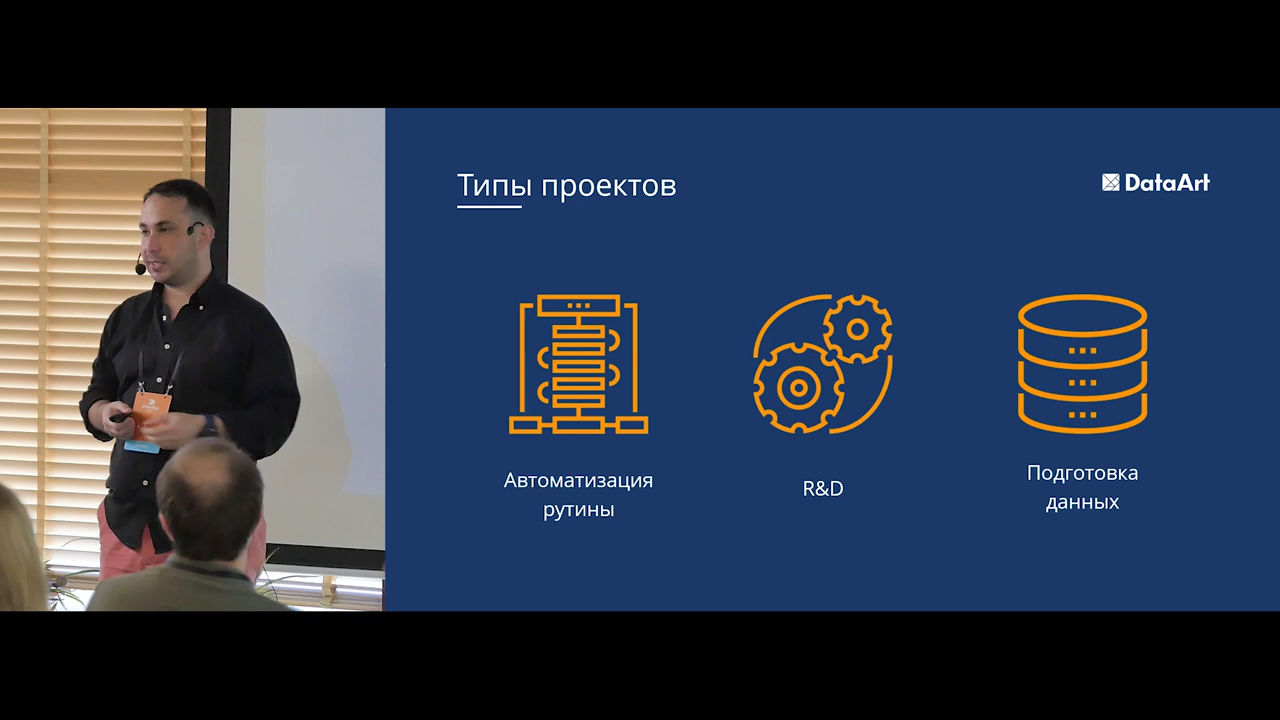 Типы проектов
DataArt
Автоматизация
рутины
R&D
Подготовка
данных